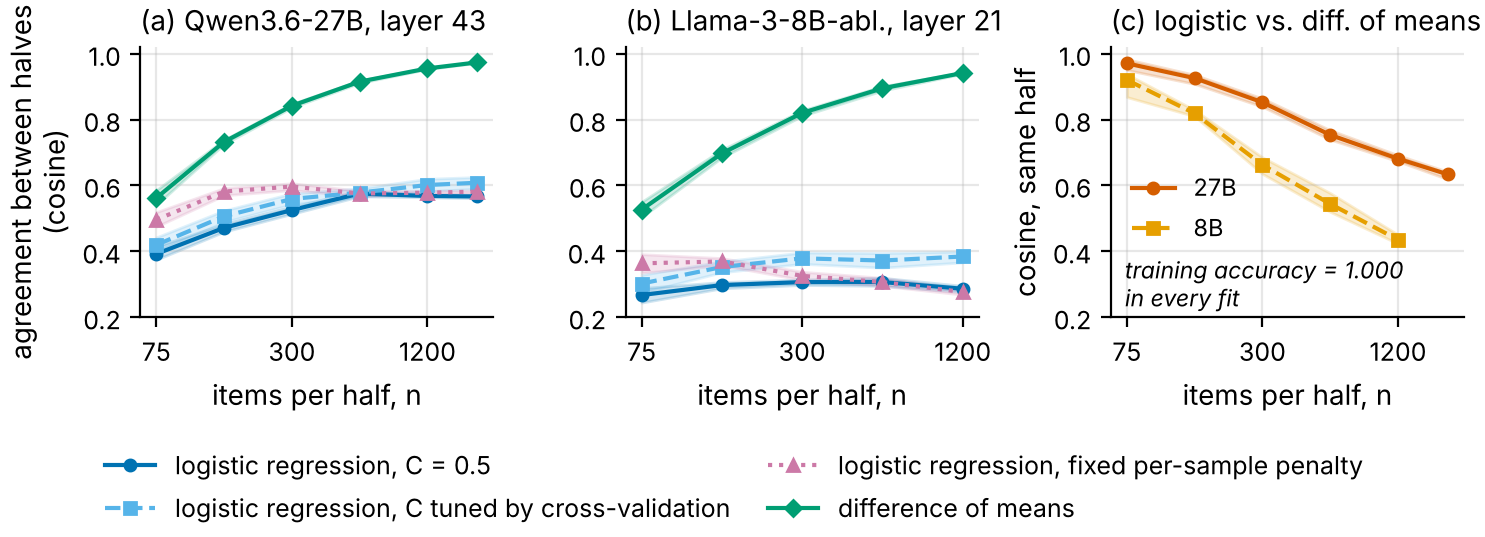 (a) Qwen3.6-27B, layer 43
agreement between halves
(cosine)
1.0
0.8
0.6
0.4
0.2
75
300
1200
items per half, n
(b) Llama-3-8B-abl., layer 21
1.0
0.8
0.6
0.4
0.2
75
300
1200
items per half, n
(c) logistic vs. diff. of means
cosine, same half
1.0
0.8
0.6
0.4
0.2
27B
8B
training accuracy = 1.000
in every fit
75
300
1200
items per half, n
logistic regression, C = 0.5
logistic regression, C tuned by cross-validation
logistic regression, fixed per-sample penalty
difference of means